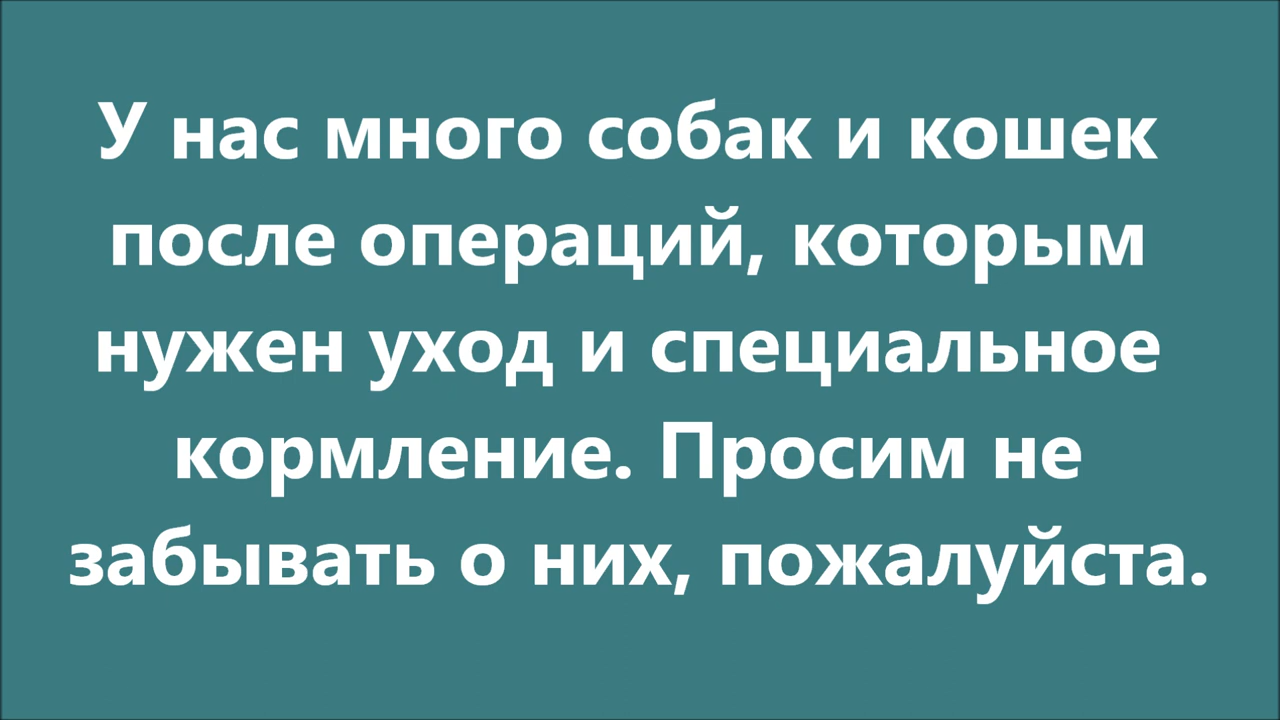 У нас много собак и кошек
после операций, которым
нужен уход и специальное
кормление. Просим не
забывать о них, пожалуйста.